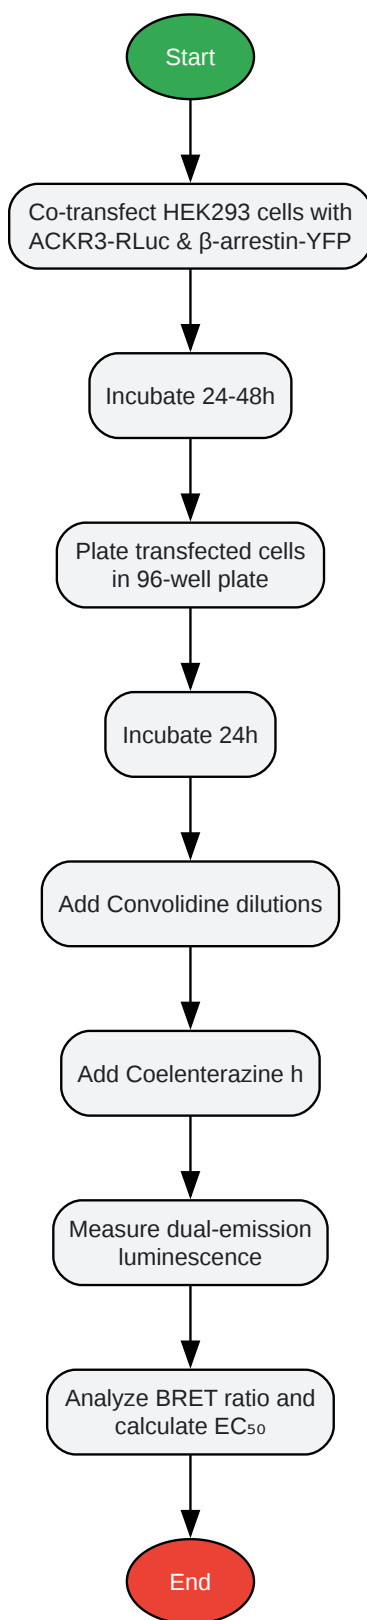 Start
Co-transfect HEK293 cells with
ACKR3-RLuc & β-arrestin-YFP
Incubate 24-48h
Plate transfected cells
in 96-well plate
Incubate 24h
Add Convolidine dilutions
Add Coelenterazine h
Measure dual-emission
luminescence
Analyze BRET ratio and
calculate EC₅₀
End